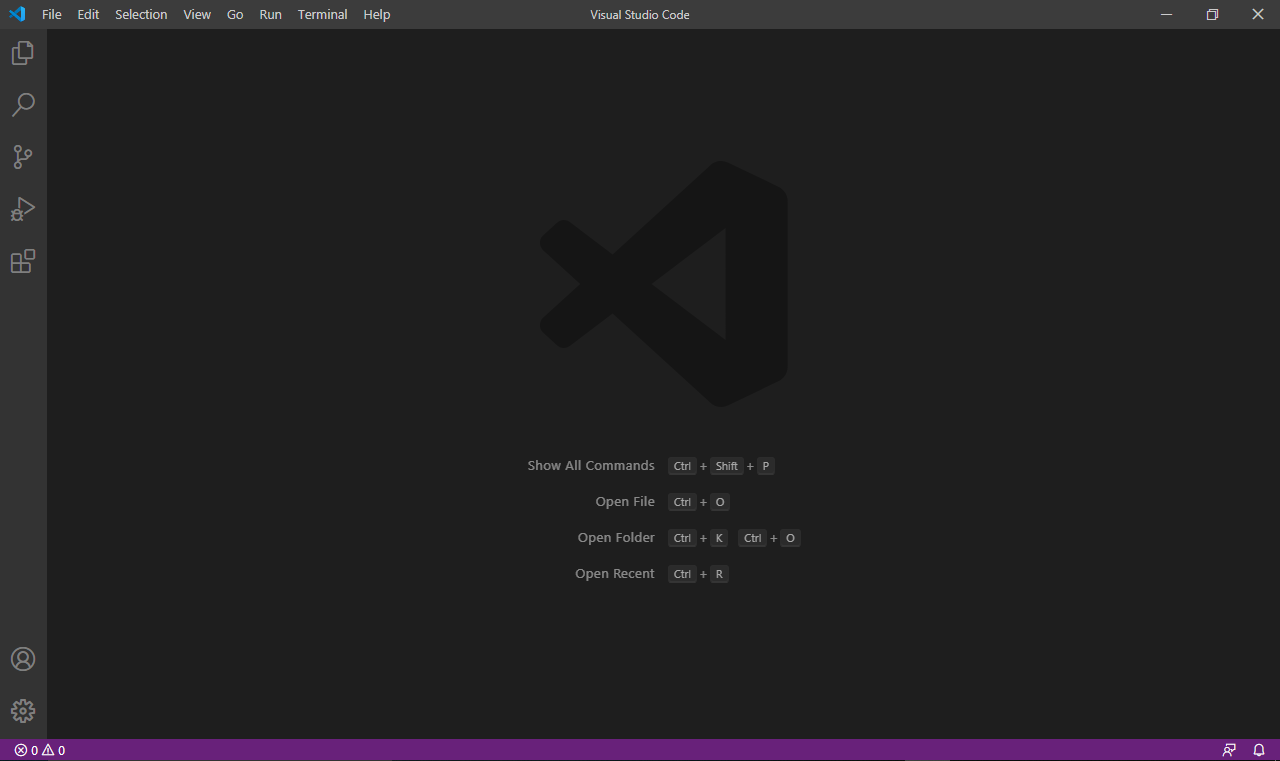 File Edit Selection View Go Run Terminal Help Visual Studio Code
Show All Commands Ctrl + Shift + P
Open File Ctrl + O
Open Folder Ctrl + K Ctrl + O
Open Recent Ctrl + R
0 0